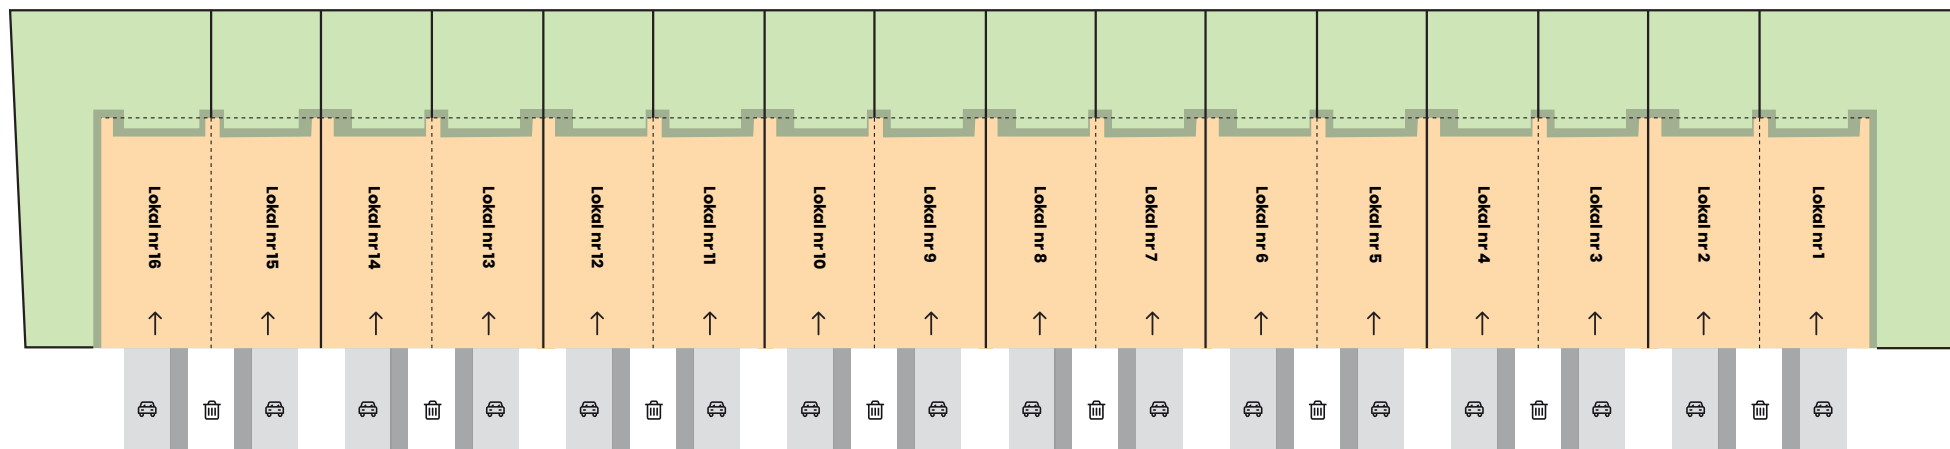 Lokal nr 16
Lokal nr 15
Lokal nr 14
Lokal nr 13
Lokal nr 12
Lokal nr 11
Lokal nr 10
Lokal nr 9
Lokal nr 8
Lokal nr 7
Lokal nr 6
Lokal nr 5
Lokal nr 4
Lokal nr 3
Lokal nr 2
Lokal nr 1